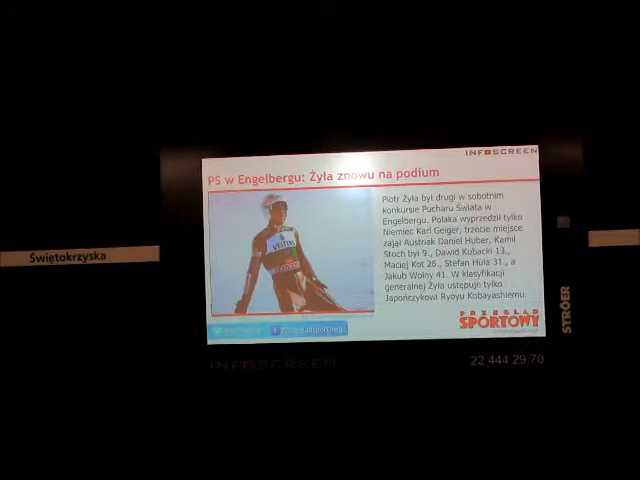 INFOSCREEN
PŚ w Engelbergu: Żyła znowu na podium
Piotr Żyła był drugi w sobotnim
konkursie Pucharu Świata w
Engelbergu. Polaka wyprzedził tylko
Niemiec Karl Geiger, trzecie miejsce
zajął Austriak Daniel Huber. Kamil
Stoch był 9., Dawid Kubacki 13.,
Maciej Kot 26., Stefan Hula 31., a
Jakub Wolny 41. W klasyfikacji
generalnej Żyła ustępuje tylko
Japończykowi Ryoyu Kobayashiemu.
VELTINS
Świętokrzyska
PRZEGLĄD
SPORTOWY
STRÖER
INFOSCREEN
22 444 29 70